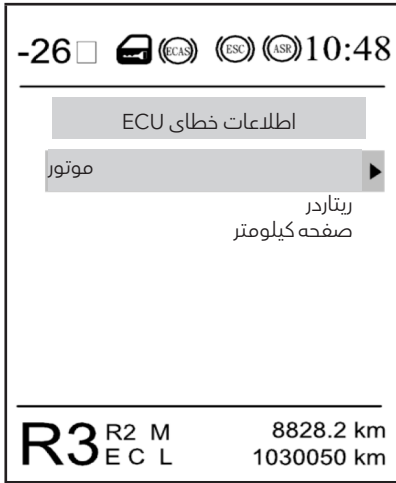 -26□ (ECAS) (ESC) (ASR) 10:48
اطلاعات خطای ECU
موتور
ریتاردر
صفحه کیلومتر
R3 R2 M 8828.2 km
E C L 1030050 km